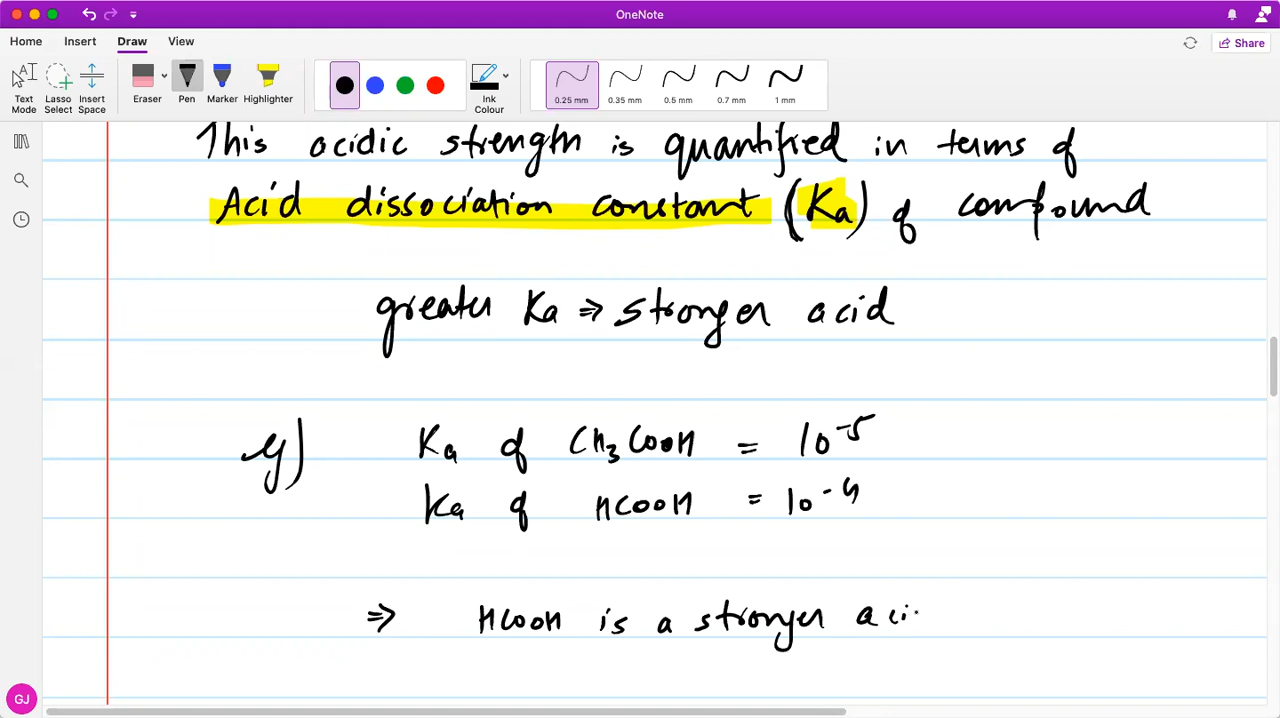 OneNote
Home Insert Draw View
Share
Text Mode
Lasso Select
Insert Space
Eraser
Pen
Marker
Highlighter
Ink Colour
0.25 mm
0.35 mm
0.5 mm
0.7 mm
1 mm
This acidic strength is quantified in terms of
Acid dissociation constant (Ka) of compound
greater Ka ⇒ stronger acid
eg) Ka of CH₃COOH = 10⁻⁵
Ka of HCOOH = 10⁻⁴
⇒ HCOOH is a stronger aci
GJ